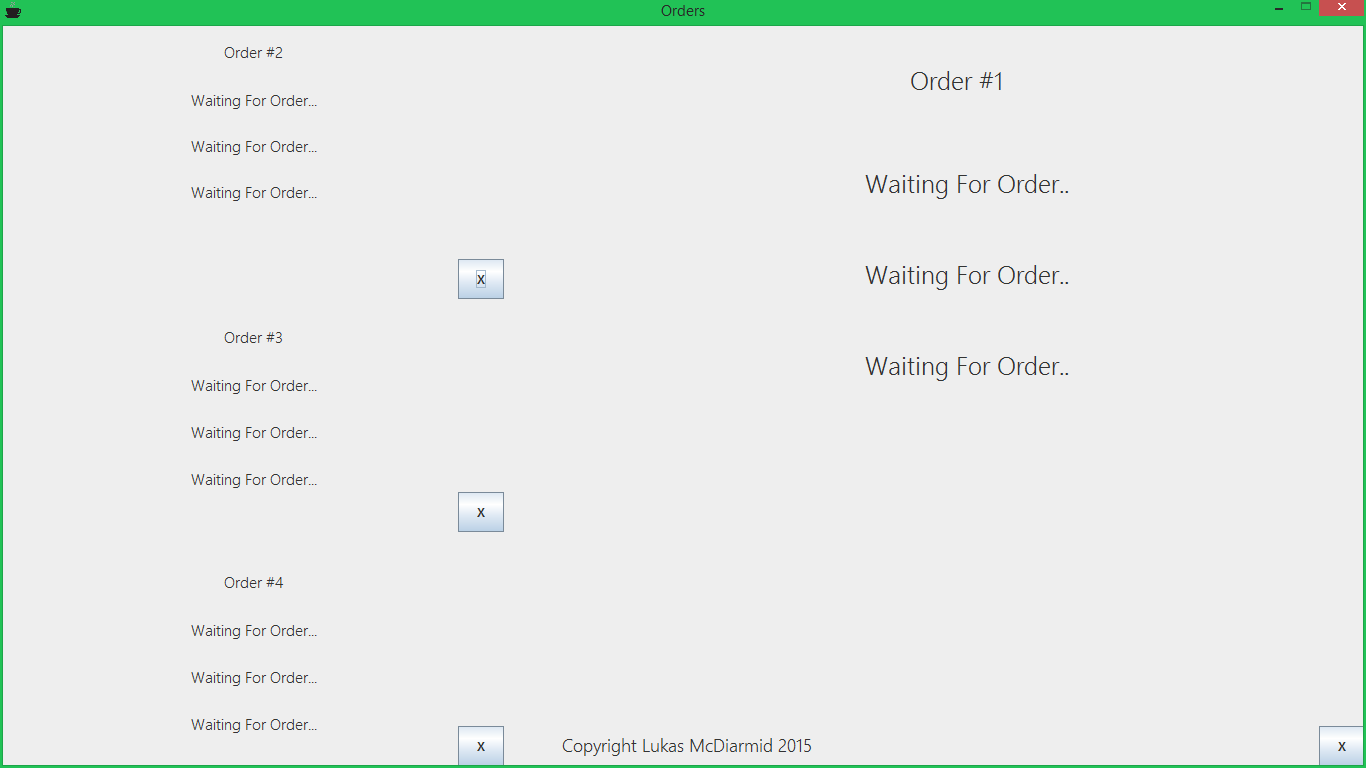 Orders
Order #2
Waiting For Order...
Waiting For Order...
Waiting For Order...
X
Order #3
Waiting For Order...
Waiting For Order...
Waiting For Order...
X
Order #4
Waiting For Order...
Waiting For Order...
Waiting For Order...
X
Order #1
Waiting For Order..
Waiting For Order..
Waiting For Order..
Copyright Lukas McDiarmid 2015
X